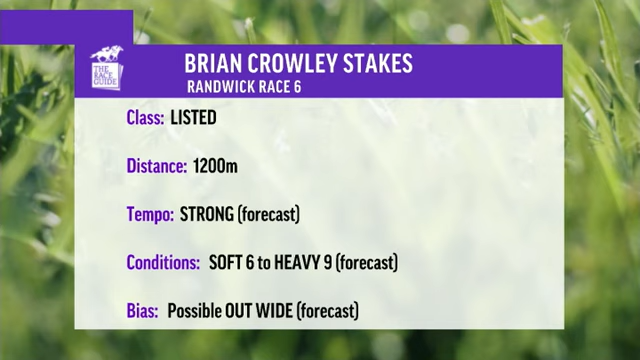 THE
RACE
GUIDE
BRIAN CROWLEY STAKES
RANDWICK RACE 6
Class: LISTED
Distance: 1200m
Tempo: STRONG (forecast)
Conditions: SOFT 6 to HEAVY 9 (forecast)
Bias: Possible OUT WIDE (forecast)